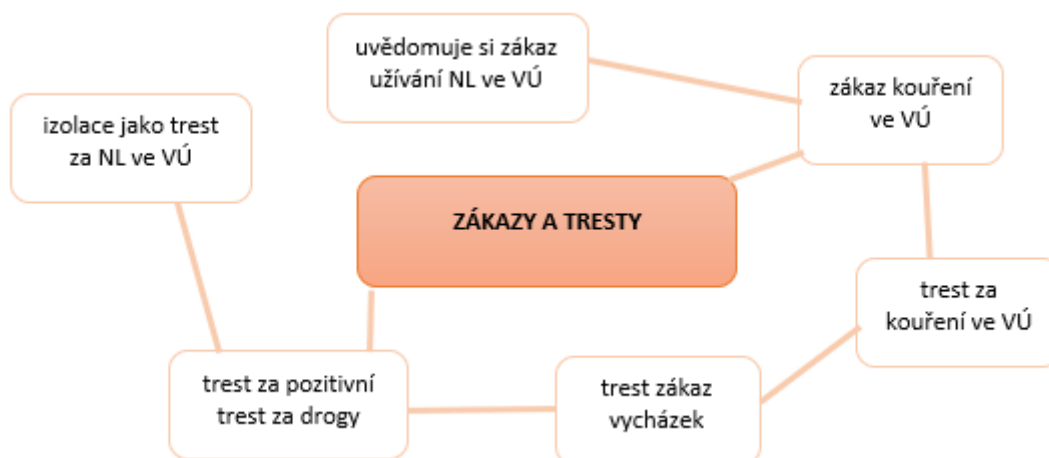 uvědomuje si zákaz
užívání NL ve VÚ
zákaz kouření
ve VÚ
izolace jako trest
za NL ve VÚ
ZÁKAZY A TRESTY
trest za
kouření ve VÚ
trest za pozitivní
trest za drogy
trest zákaz
vycházek